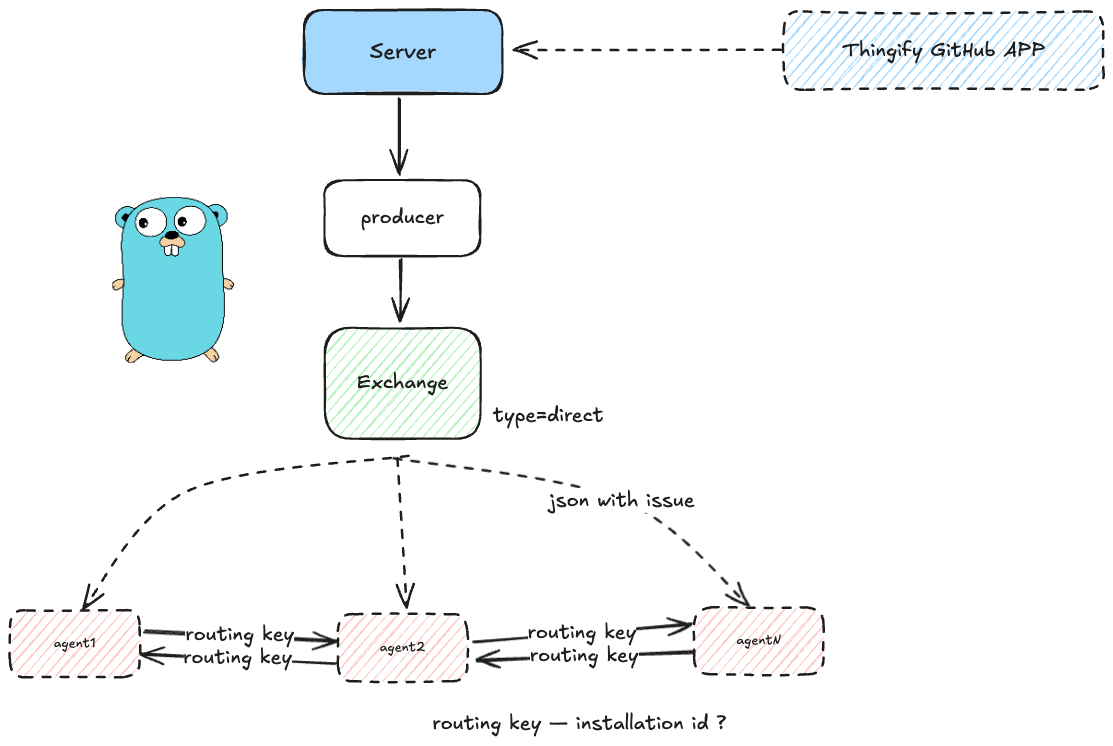 Server
Thingify GitHub APP
producer
Exchange
type=direct
json with issue
agent1
routing key
routing key
agent2
routing key
routing key
agentN
routing key — installation id ?